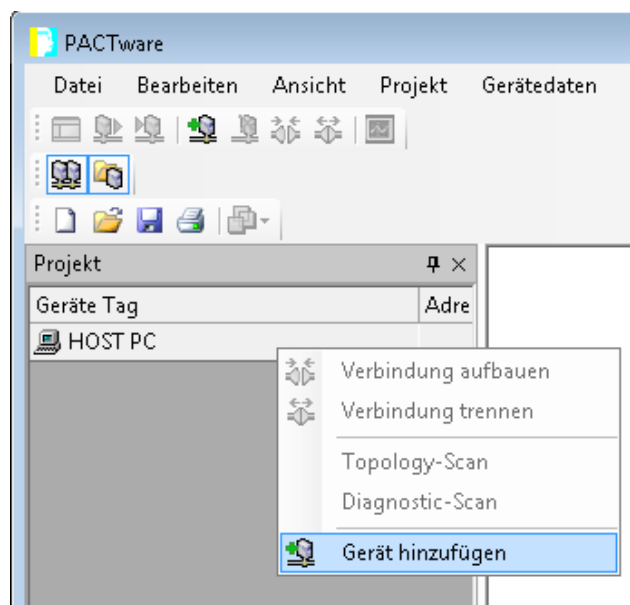 PACTware
Datei Bearbeiten Ansicht Projekt Gerätedaten
Projekt
Geräte Tag Adre
HOST PC
Verbindung aufbauen
Verbindung trennen
Topology-Scan
Diagnostic-Scan
Gerät hinzufügen